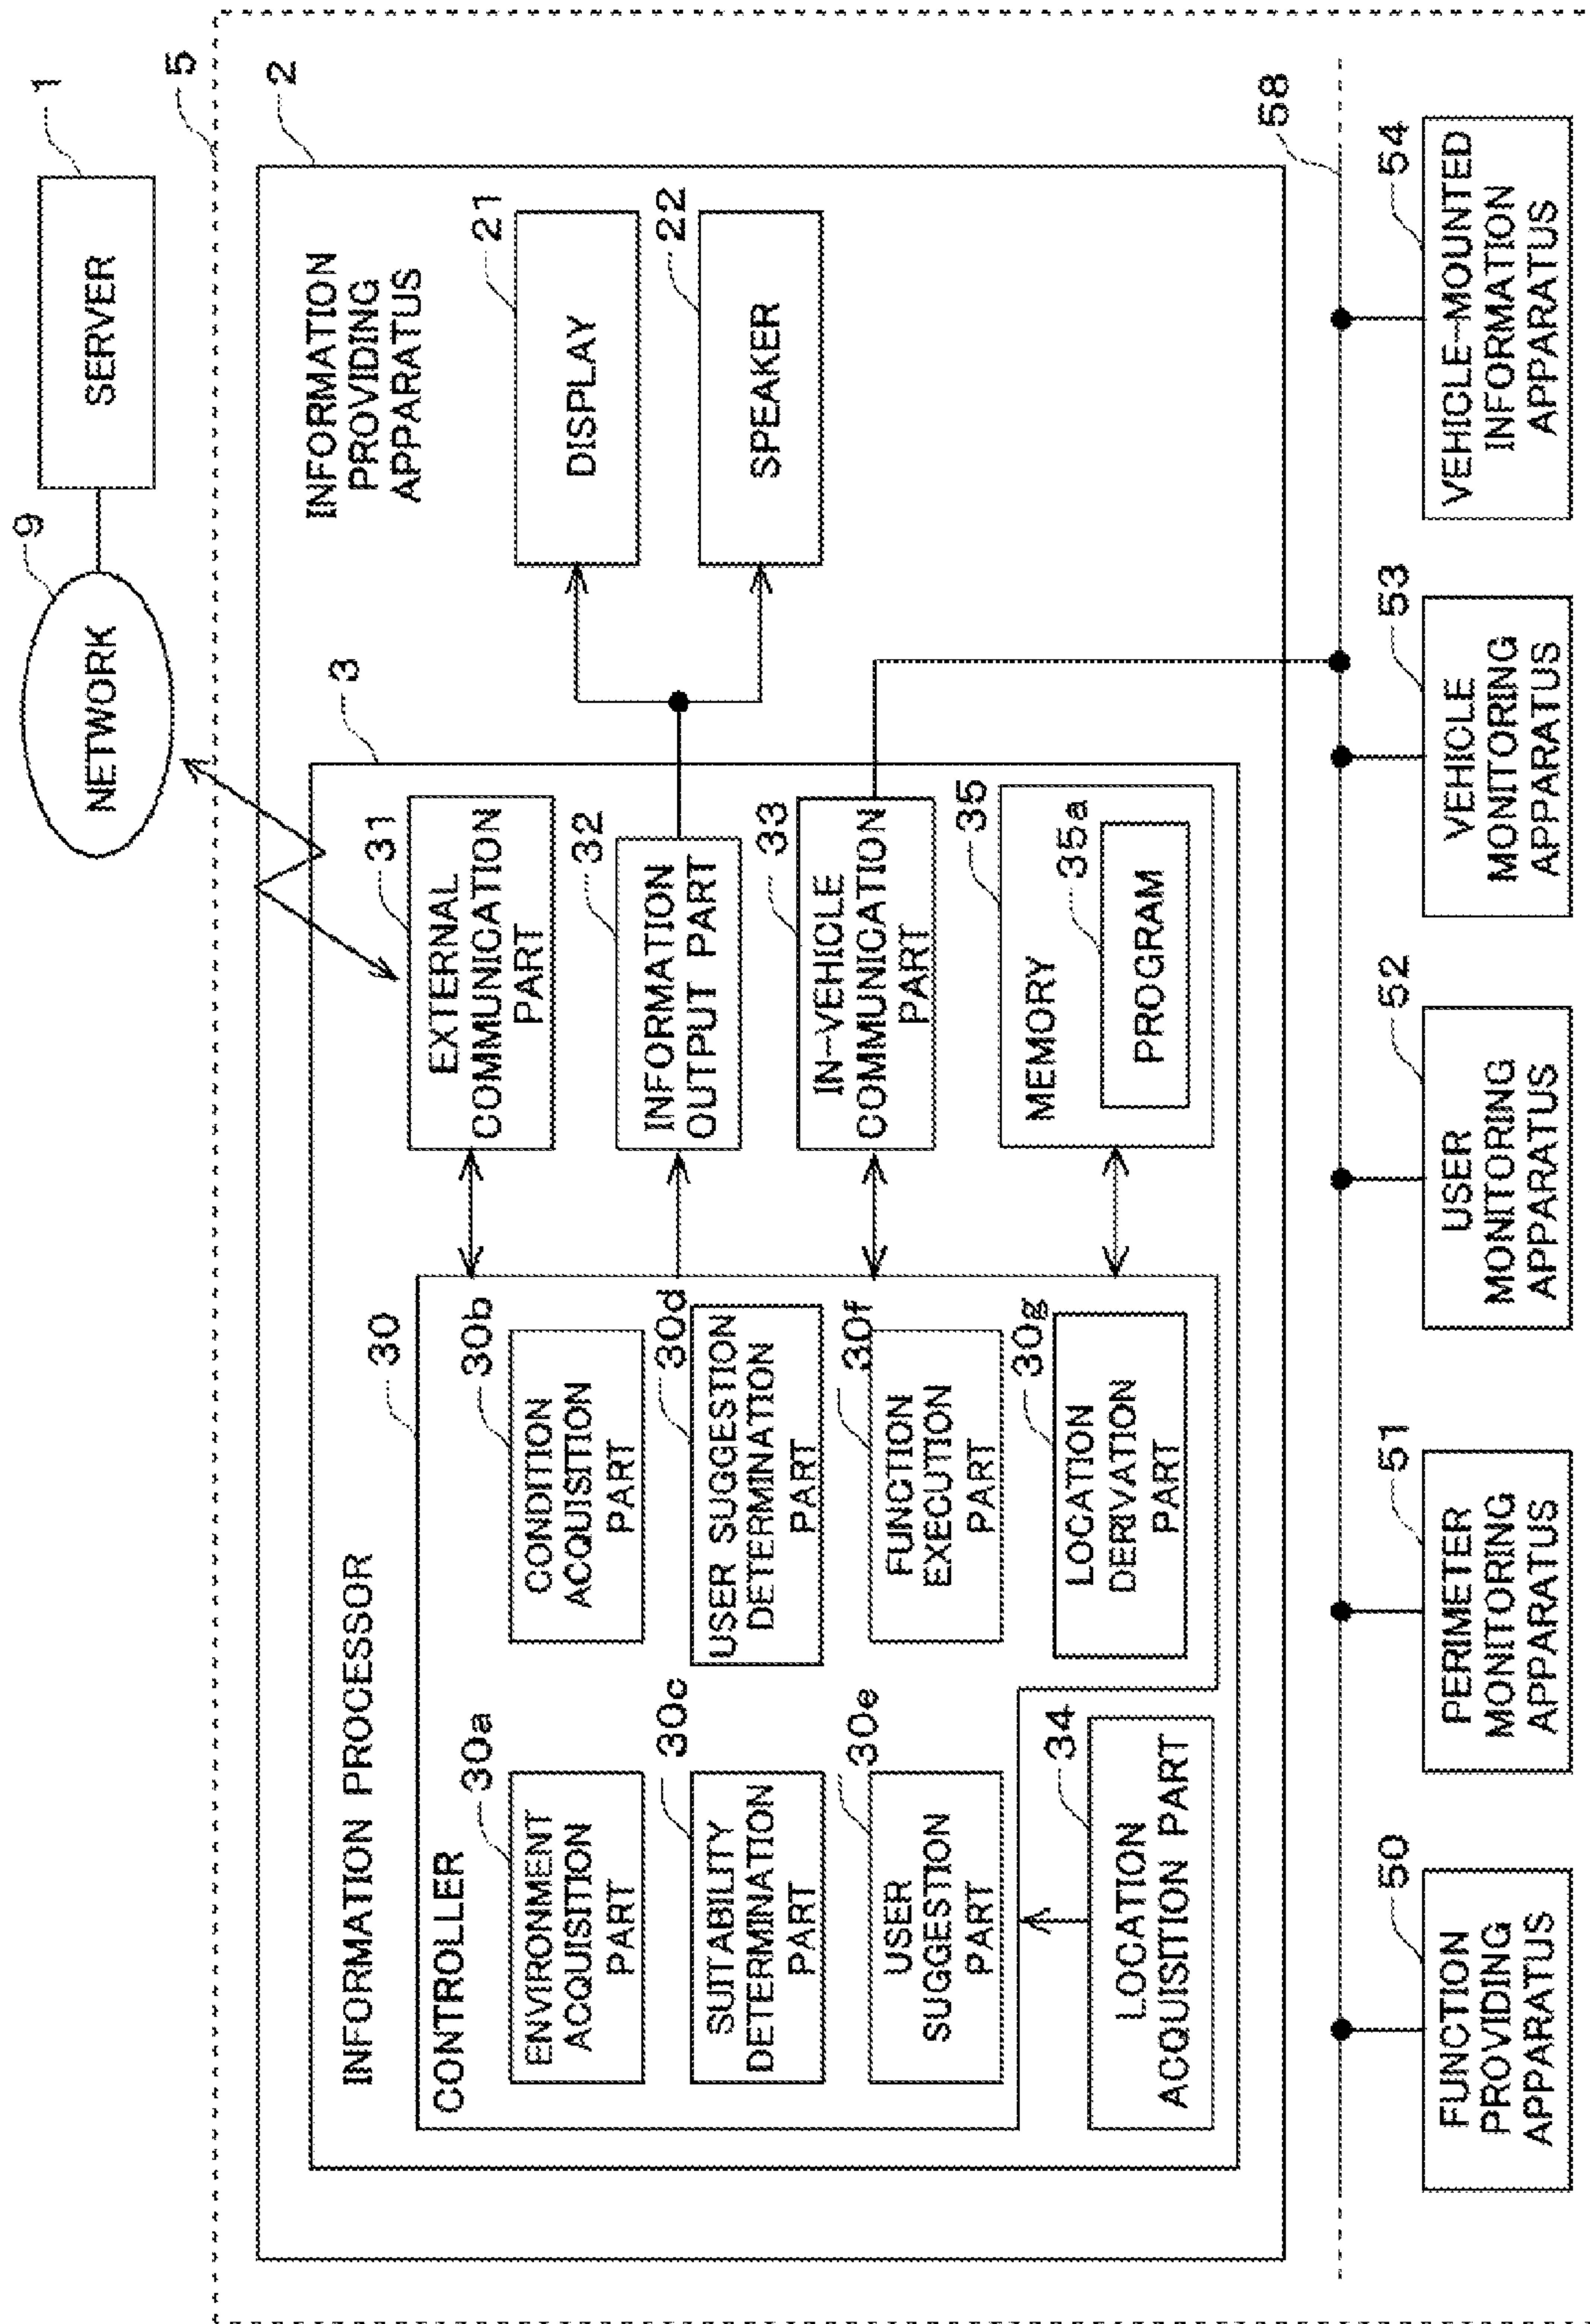 1
SERVER
9
NETWORK
5
2
INFORMATION
PROVIDING
APPARATUS
21
DISPLAY
22
SPEAKER
3
INFORMATION PROCESSOR
31
EXTERNAL
COMMUNICATION
PART
32
INFORMATION
OUTPUT PART
33
IN-VEHICLE
COMMUNICATION
PART
35
MEMORY
35a
PROGRAM
30
CONTROLLER
30a
ENVIRONMENT
ACQUISITION
PART
30b
CONDITION
ACQUISITION
PART
30c
SUITABILITY
DETERMINATION
PART
30d
USER SUGGESTION
DETERMINATION
PART
30e
USER
SUGGESTION
PART
30f
FUNCTION
EXECUTION
PART
30g
LOCATION
DERIVATION
PART
34
LOCATION
ACQUISITION PART
58
50
FUNCTION
PROVIDING
APPARATUS
51
PERIMETER
MONITORING
APPARATUS
52
USER
MONITORING
APPARATUS
53
VEHICLE
MONITORING
APPARATUS
54
VEHICLE-MOUNTED
INFORMATION
APPARATUS